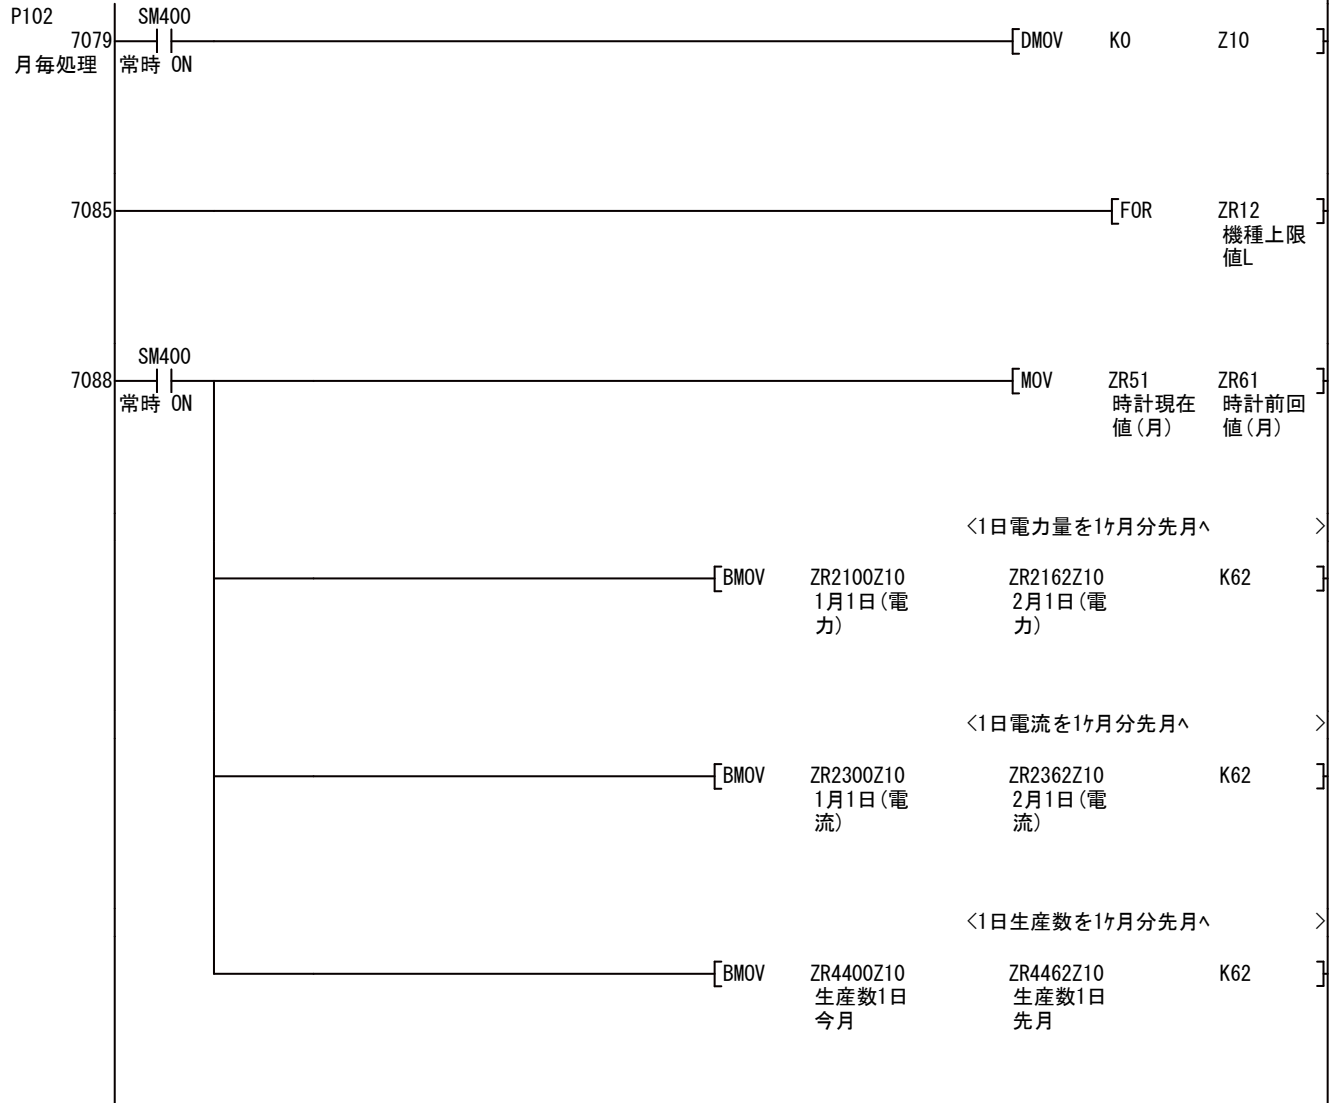 P102 SM400
7079 [DMOV K0 Z10 ]
月毎処理 常時 ON
7085 [FOR ZR12 ]
機種上限
値L
SM400
7088 [MOV ZR51 ZR61 ]
常時 ON 時計現在 時計前回
値(月) 値(月)
<1日電力量を1ヶ月分先月へ >
[BMOV ZR2100Z10 ZR2162Z10 K62 ]
1月1日(電 2月1日(電
力) 力)
<1日電流を1ヶ月分先月へ >
[BMOV ZR2300Z10 ZR2362Z10 K62 ]
1月1日(電 2月1日(電
流) 流)
<1日生産数を1ヶ月分先月へ >
[BMOV ZR4400Z10 ZR4462Z10 K62 ]
生産数1日 生産数1日
今月 先月